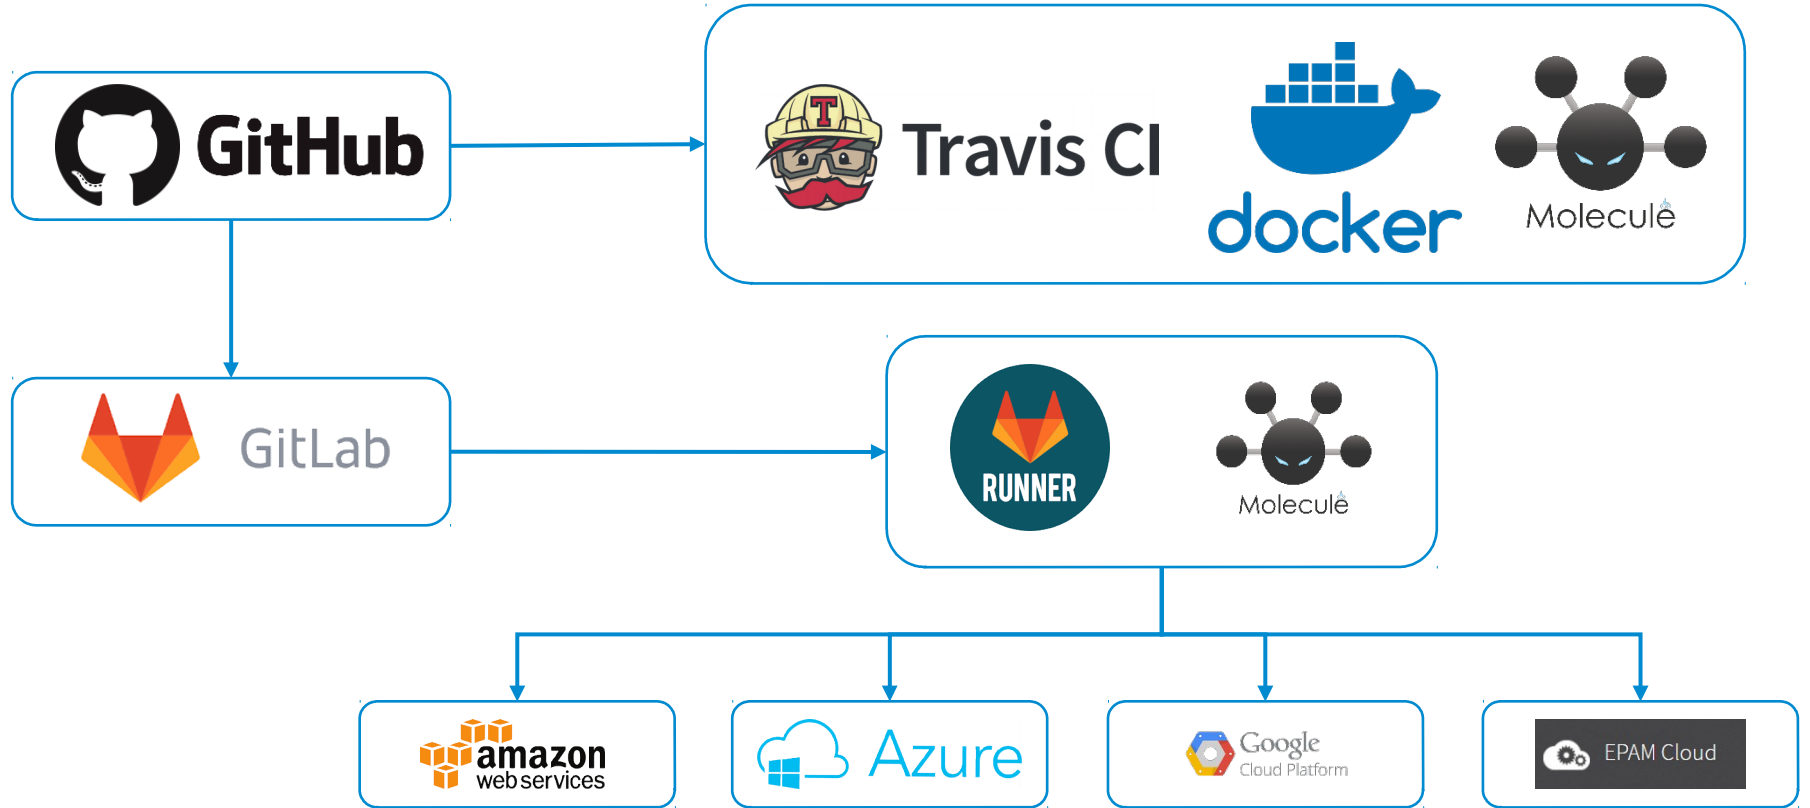 GitHub
T
Travis CI
docker
Molecule
GitLab
RUNNER
Molecule
amazon
web services
Azure
Google
Cloud Platform
EPAM Cloud